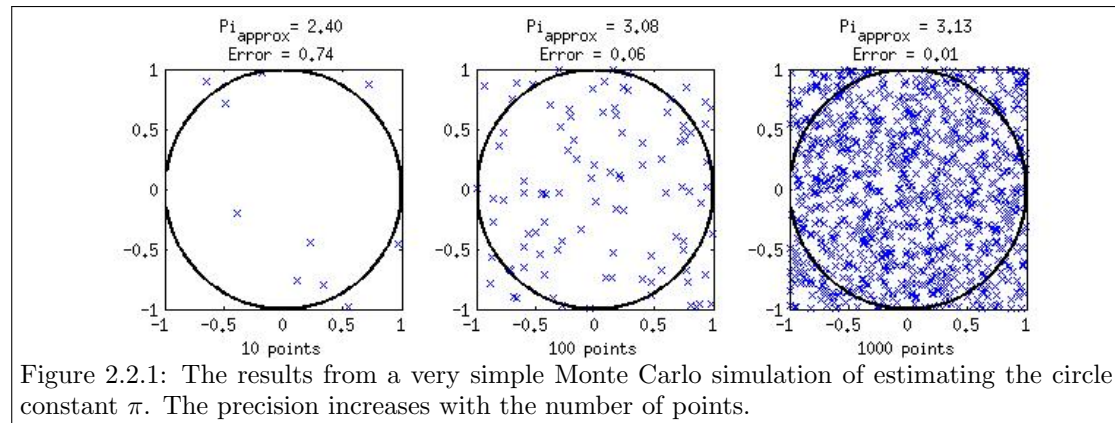 Pi_approx = 2.40
Error = 0.74
1
0.5
0
-0.5
-1
-1 -0.5 0 0.5 1
10 points
Pi_approx = 3.08
Error = 0.06
1
0.5
0
-0.5
-1
-1 -0.5 0 0.5 1
100 points
Pi_approx = 3.13
Error = 0.01
1
0.5
0
-0.5
-1
-1 -0.5 0 0.5 1
1000 points
Figure 2.2.1: The results from a very simple Monte Carlo simulation of estimating the circle
constant π. The precision increases with the number of points.